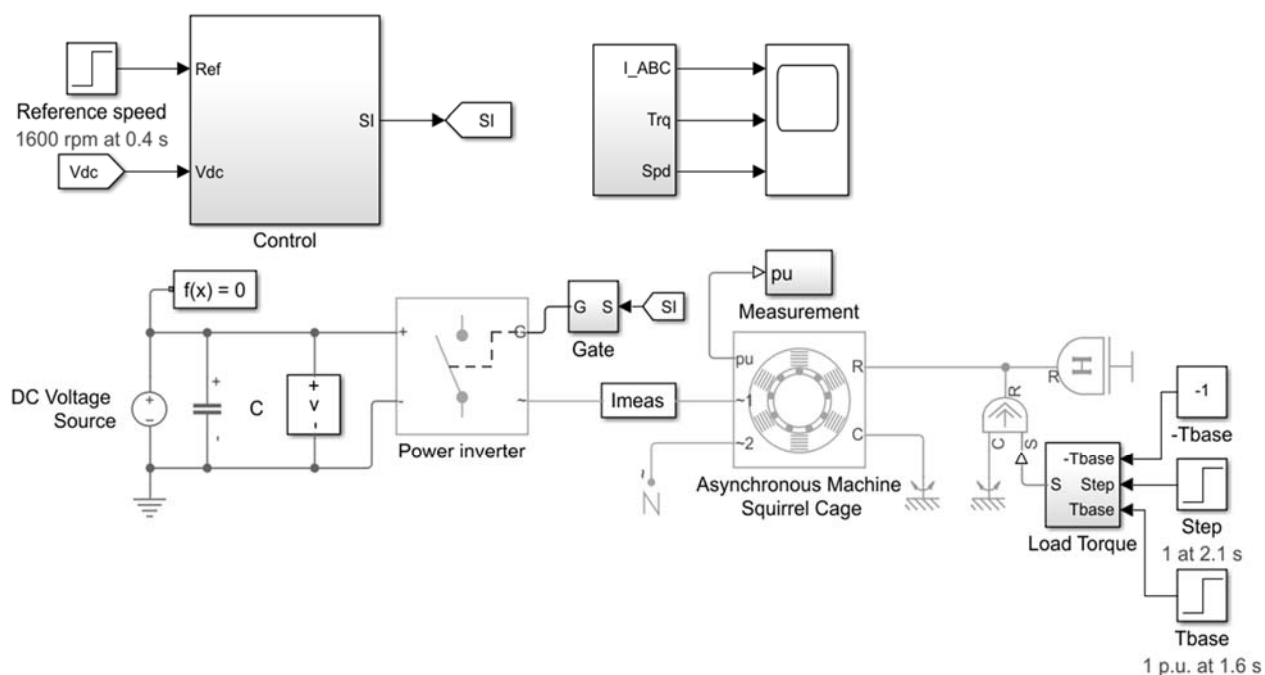 Ref
Reference speed
1600 rpm at 0.4 s
Vdc
Vdc
SI
SI
Control
I_ABC
Trq
Spd
f(x) = 0
DC Voltage
Source
+
−
+
-
C
+
v
-
+
-
G
~
Power inverter
G S
SI
Gate
Imeas
pu
Measurement
pu
~1
~2
R
C
~
N
Asynchronous Machine
Squirrel Cage
R
C
S
H
R
-1
-Tbase
-Tbase
S
Step
Tbase
Load Torque
Step
1 at 2.1 s
Tbase
1 p.u. at 1.6 s